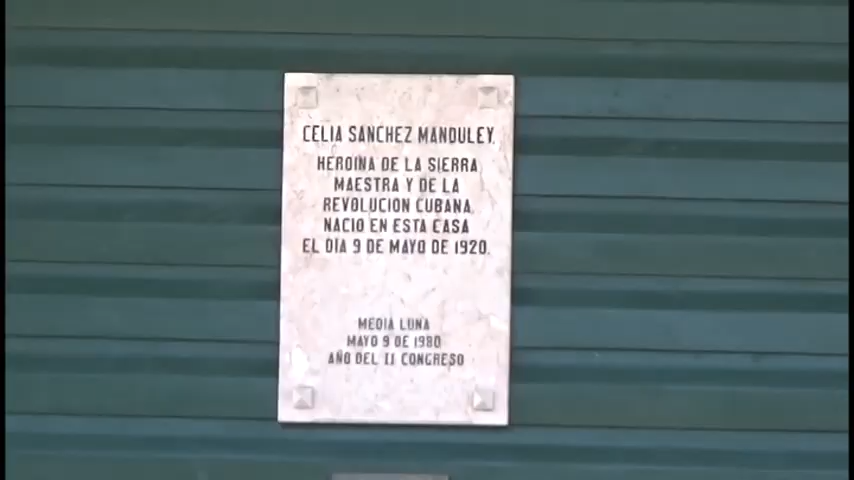 CELIA SANCHEZ MANDULEY,
HEROINA DE LA SIERRA
MAESTRA Y DE LA
REVOLUCION CUBANA,
NACIO EN ESTA CASA
EL DIA 9 DE MAYO DE 1920.
MEDIA LUNA
MAYO 9 DE 1980
AÑO DEL II CONGRESO